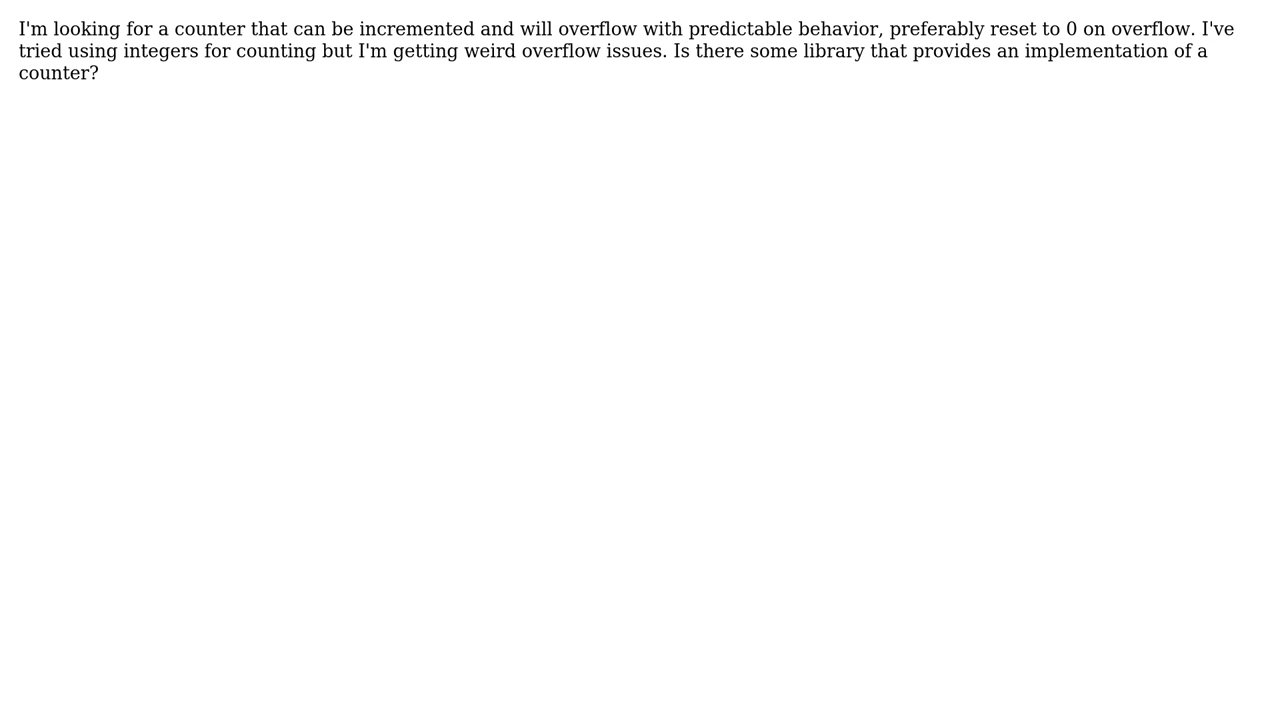 I'm looking for a counter that can be incremented and will overflow with predictable behavior, preferably reset to 0 on overflow. I've
tried using integers for counting but I'm getting weird overflow issues. Is there some library that provides an implementation of a
counter?